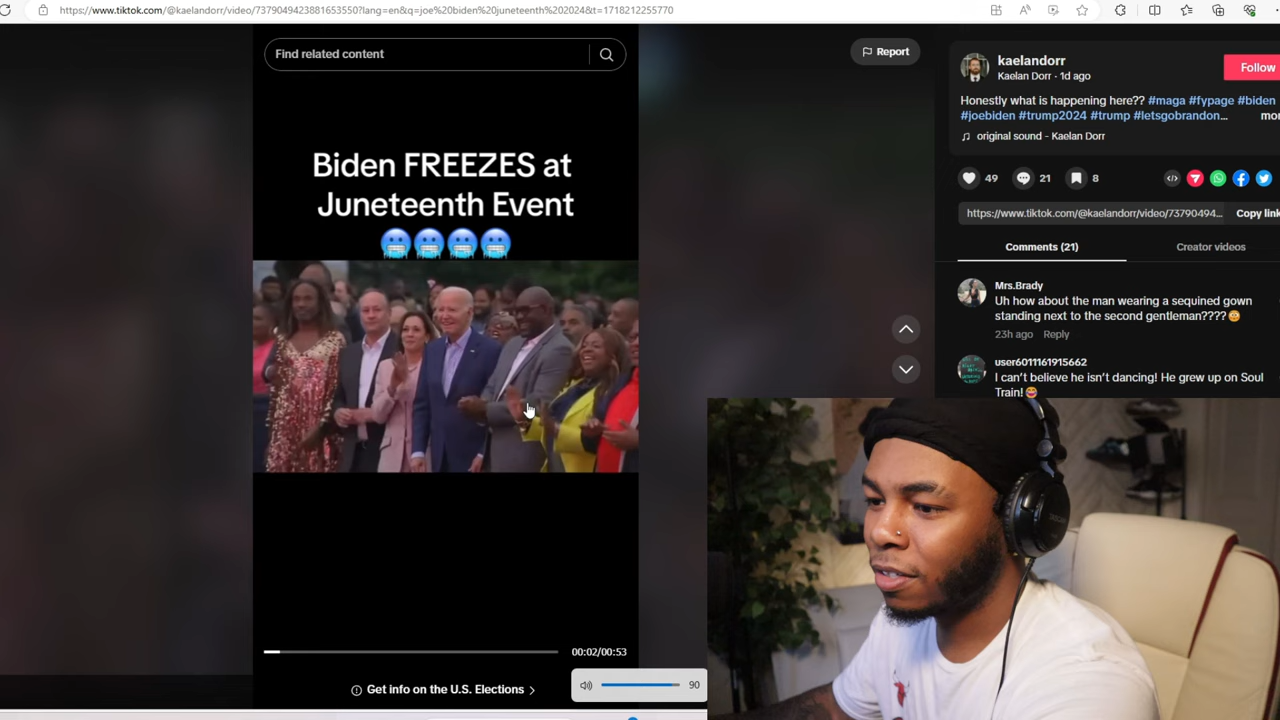 https://www.tiktok.com/@kaelandorr/video/7379049423881653550?lang=en&q=joe%20biden%20juneteenth%202024&t=1718212255770
Find related content
Report
Biden FREEZES at
Juneteenth Event
🥶🥶🥶🥶
00:02/00:53
Get info on the U.S. Elections
90
kaelandorr
Kaelan Dorr · 1d ago
Follow
Honestly what is happening here?? #maga #fypage #biden
#joebiden #trump2024 #trump #letsgobrandon...
original sound - Kaelan Dorr
49
21
8
https://www.tiktok.com/@kaelandorr/video/73790494...
Copy link
Comments (21)
Creator videos
Mrs.Brady
Uh how about the man wearing a sequined gown
standing next to the second gentleman????😳
23h ago Reply
user6011161915662
I can't believe he isn't dancing! He grew up on Soul
Train!😅